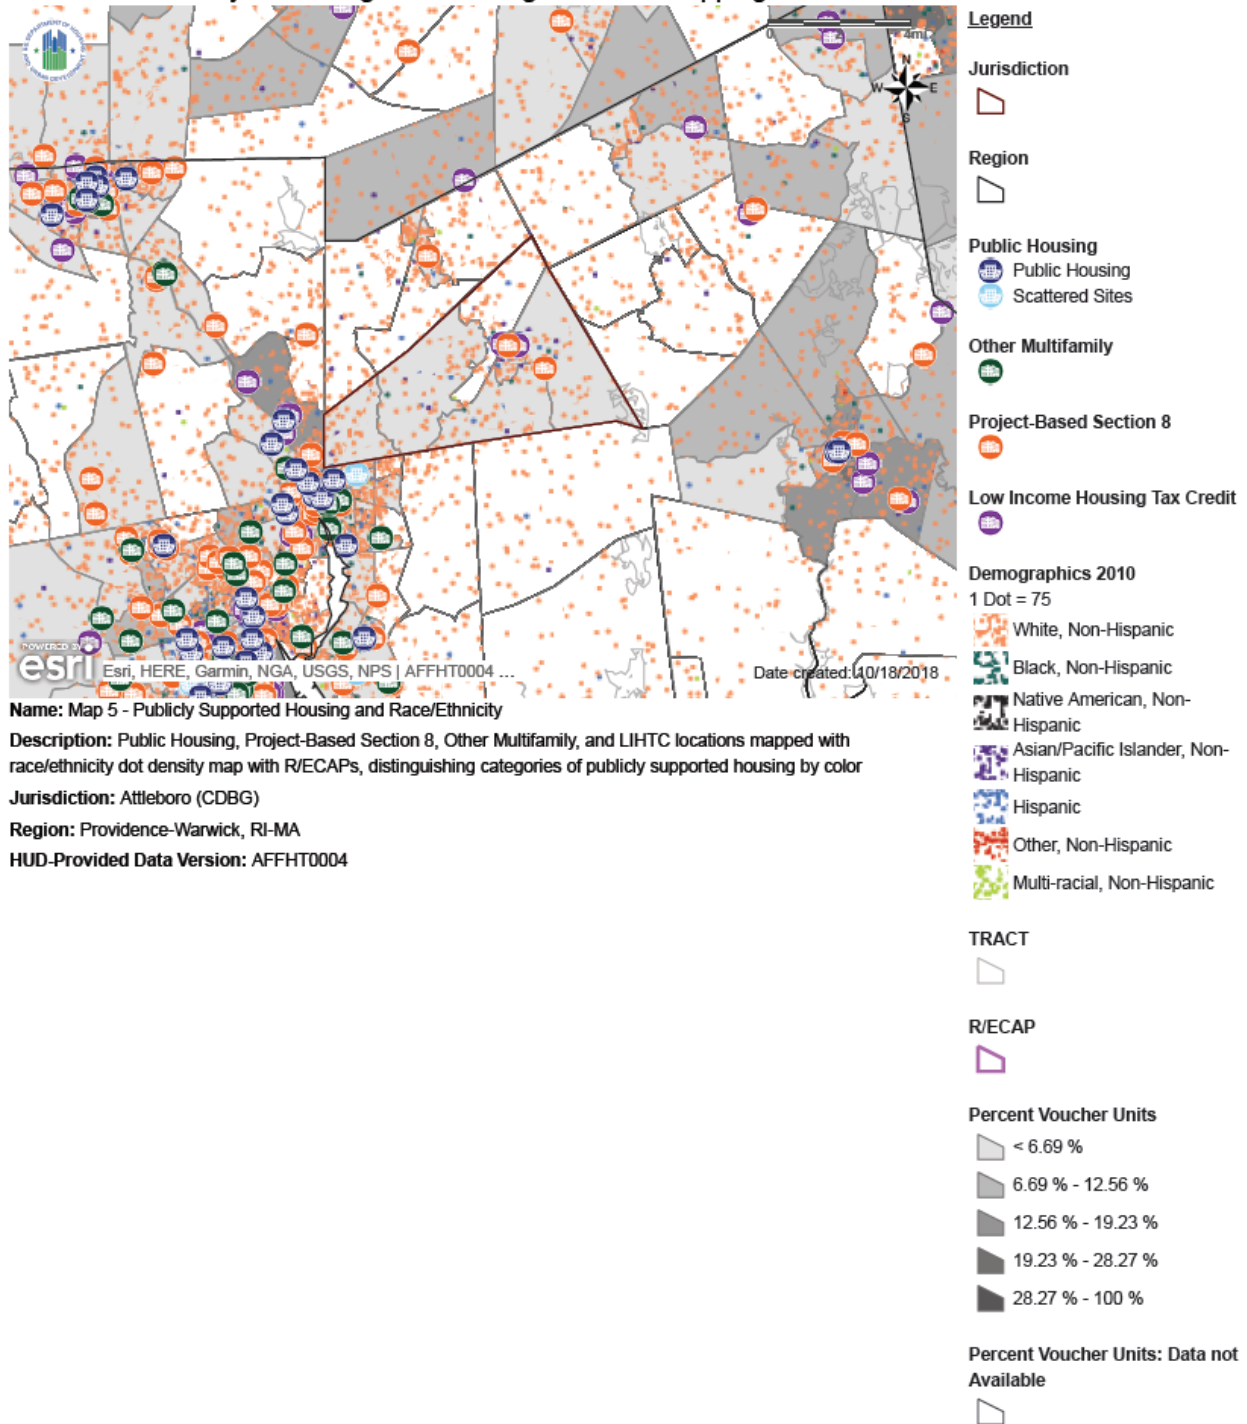 Legend
0
4mi
N
W
E
S
Jurisdiction
Region
Public Housing
Public Housing
Scattered Sites
Other Multifamily
Project-Based Section 8
Low Income Housing Tax Credit
Demographics 2010
1 Dot = 75
White, Non-Hispanic
Black, Non-Hispanic
Native American, Non-
Hispanic
Asian/Pacific Islander, Non-
Hispanic
Hispanic
Other, Non-Hispanic
Multi-racial, Non-Hispanic
TRACT
R/ECAP
Percent Voucher Units
< 6.69 %
6.69 % - 12.56 %
12.56 % - 19.23 %
19.23 % - 28.27 %
28.27 % - 100 %
Percent Voucher Units: Data not
Available
POWERED BY
esri
Esri, HERE, Garmin, NGA, USGS, NPS | AFFHT0004 ...
Date created: 10/18/2018
Name: Map 5 - Publicly Supported Housing and Race/Ethnicity
Description: Public Housing, Project-Based Section 8, Other Multifamily, and LIHTC locations mapped with
race/ethnicity dot density map with R/ECAPs, distinguishing categories of publicly supported housing by color
Jurisdiction: Attleboro (CDBG)
Region: Providence-Warwick, RI-MA
HUD-Provided Data Version: AFFHT0004